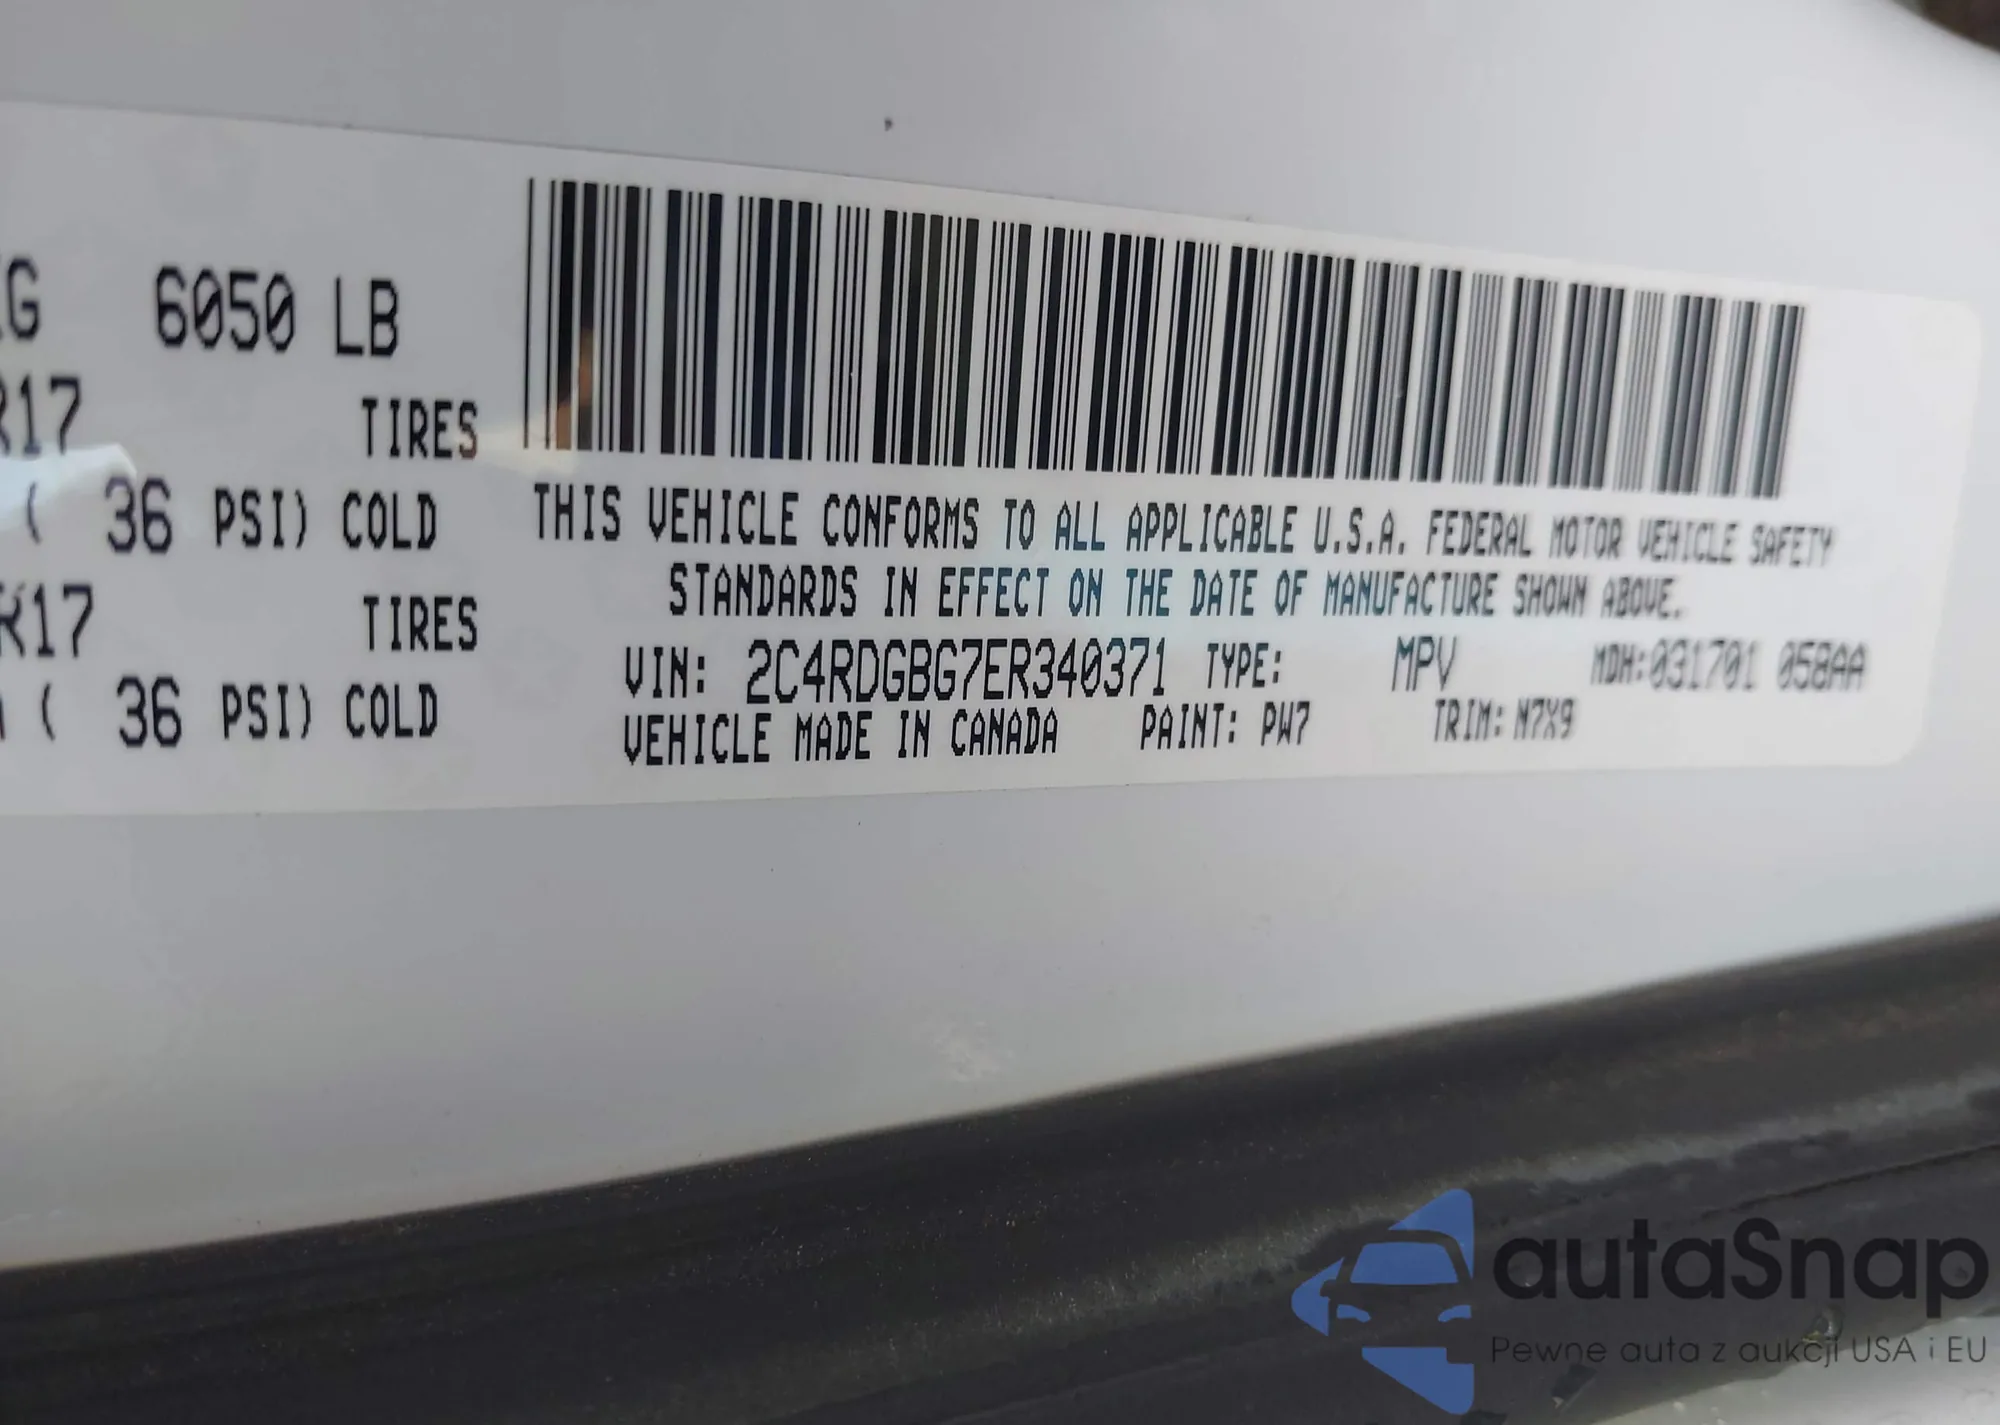 G 6050 LB
R17 TIRES
( 36 PSI) COLD
R17 TIRES
( 36 PSI) COLD
THIS VEHICLE CONFORMS TO ALL APPLICABLE U.S.A. FEDERAL MOTOR VEHICLE SAFETY
STANDARDS IN EFFECT ON THE DATE OF MANUFACTURE SHOWN ABOVE.
VIN: 2C4RDGBG7ER340371 TYPE: MPV MDH:031701 058AA
VEHICLE MADE IN CANADA PAINT: PW7 TRIM: N7X9
autaSnap
Pewne auta z aukcji USA i EU